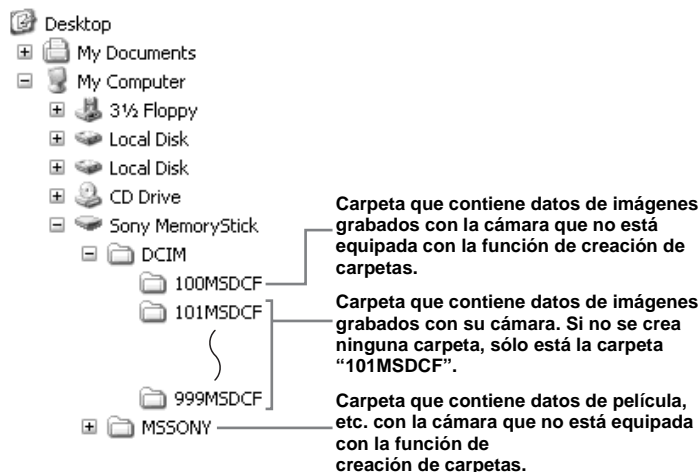 Desktop
My Documents
My Computer
3½ Floppy
Local Disk
Local Disk
CD Drive
Sony MemoryStick
DCIM
100MSDCF
101MSDCF
999MSDCF
MSSONY
Carpeta que contiene datos de imágenes
grabados con la cámara que no está
equipada con la función de creación de
carpetas.
Carpeta que contiene datos de imágenes
grabados con su cámara. Si no se crea
ninguna carpeta, sólo está la carpeta
“101MSDCF”.
Carpeta que contiene datos de película,
etc. con la cámara que no está equipada
con la función de
creación de carpetas.